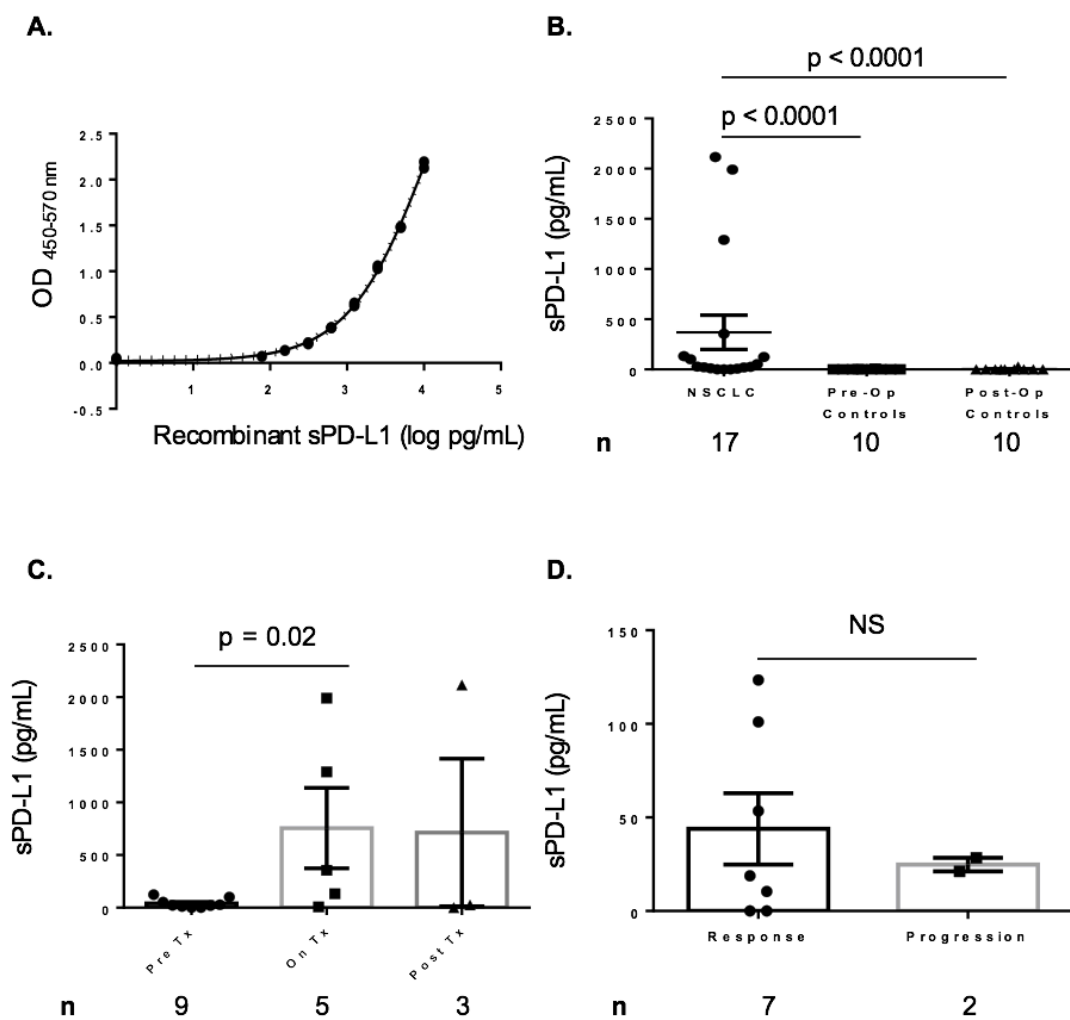 A.
2.5
2.0
1.5
1.0
0.5
0.0
-0.5
OD 450-570 nm
1 2 3 4 5
Recombinant sPD-L1 (log pg/mL)
B.
p < 0.0001
p < 0.0001
2500
2000
1500
1000
500
0
sPD-L1 (pg/mL)
NSCLC Pre-Op Post-Op
Controls Controls
n 17 10 10
C.
p = 0.02
2500
2000
1500
1000
500
0
sPD-L1 (pg/mL)
Pre Tx On Tx Post Tx
n 9 5 3
D.
NS
150
100
50
0
sPD-L1 (pg/mL)
Response Progression
n 7 2